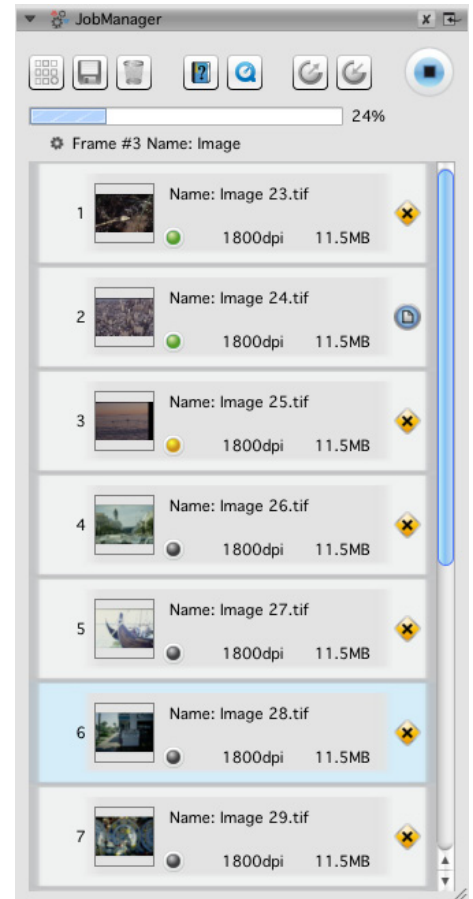 JobManager
24%
Frame #3 Name: Image
Name: Image 23.tif
1
1800dpi 11.5MB
Name: Image 24.tif
2
1800dpi 11.5MB
Name: Image 25.tif
3
1800dpi 11.5MB
Name: Image 26.tif
4
1800dpi 11.5MB
Name: Image 27.tif
5
1800dpi 11.5MB
Name: Image 28.tif
6
1800dpi 11.5MB
Name: Image 29.tif
7
1800dpi 11.5MB